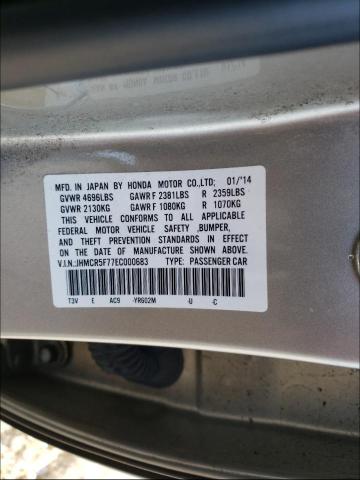 MFD. IN JAPAN BY HONDA MOTOR CO.,LTD; 01/'14
GVWR 4696LBS GAWR F 2381LBS R 2359LBS
GVWR 2130KG GAWR F 1080KG R 1070KG
THIS VEHICLE CONFORMS TO ALL APPLICABLE
FEDERAL MOTOR VEHICLE SAFETY ,BUMPER,
AND THEFT PREVENTION STANDARDS IN EFFECT
ON THE DATE OF MANUFACTURE SHOWN ABOVE.
V.I.N.:JHMCR5F77EC000683 TYPE: PASSENGER CAR
T3V E AC9 -YR602M -U -C